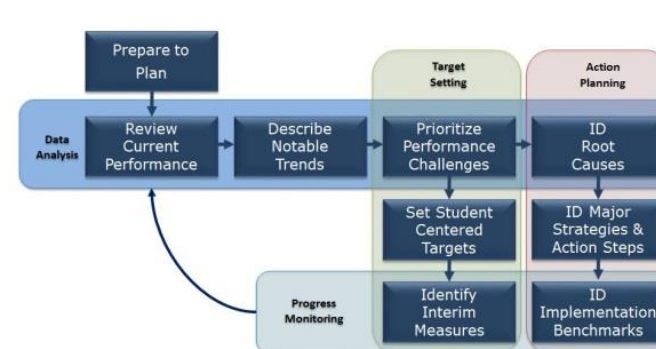 Prepare to
Plan
Target
Setting
Action
Planning
Data
Analysis
Review
Current
Performance
Describe
Notable
Trends
Prioritize
Performance
Challenges
ID
Root
Causes
Set Student
Centered
Targets
ID Major
Strategies &
Action Steps
Progress
Monitoring
Identify
Interim
Measures
ID
Implementation
Benchmarks